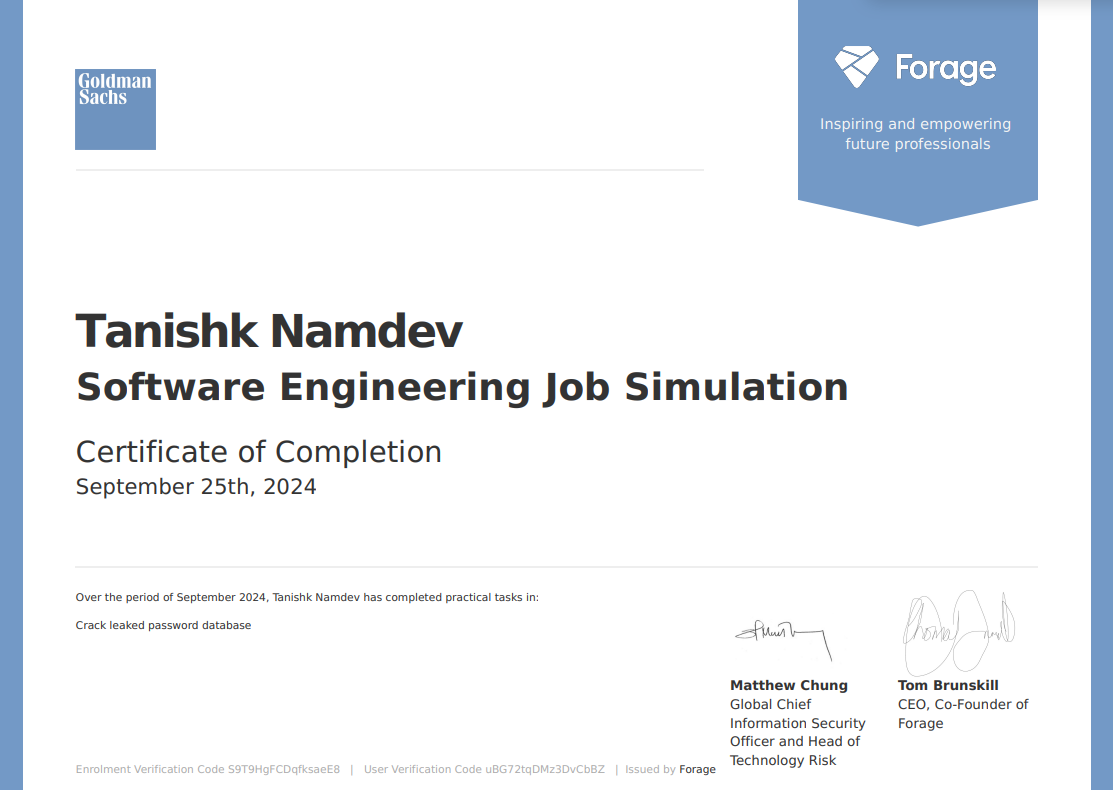 Goldman
Sachs
Forage
Inspiring and empowering
future professionals
Tanishk Namdev
Software Engineering Job Simulation
Certificate of Completion
September 25th, 2024
Over the period of September 2024, Tanishk Namdev has completed practical tasks in:
Crack leaked password database
Matthew Chung
Global Chief
Information Security
Officer and Head of
Technology Risk
Tom Brunskill
CEO, Co-Founder of
Forage
Enrolment Verification Code S9T9HgFCDqfksaeE8 | User Verification Code uBG72tqDMz3DvCbBZ | Issued by Forage